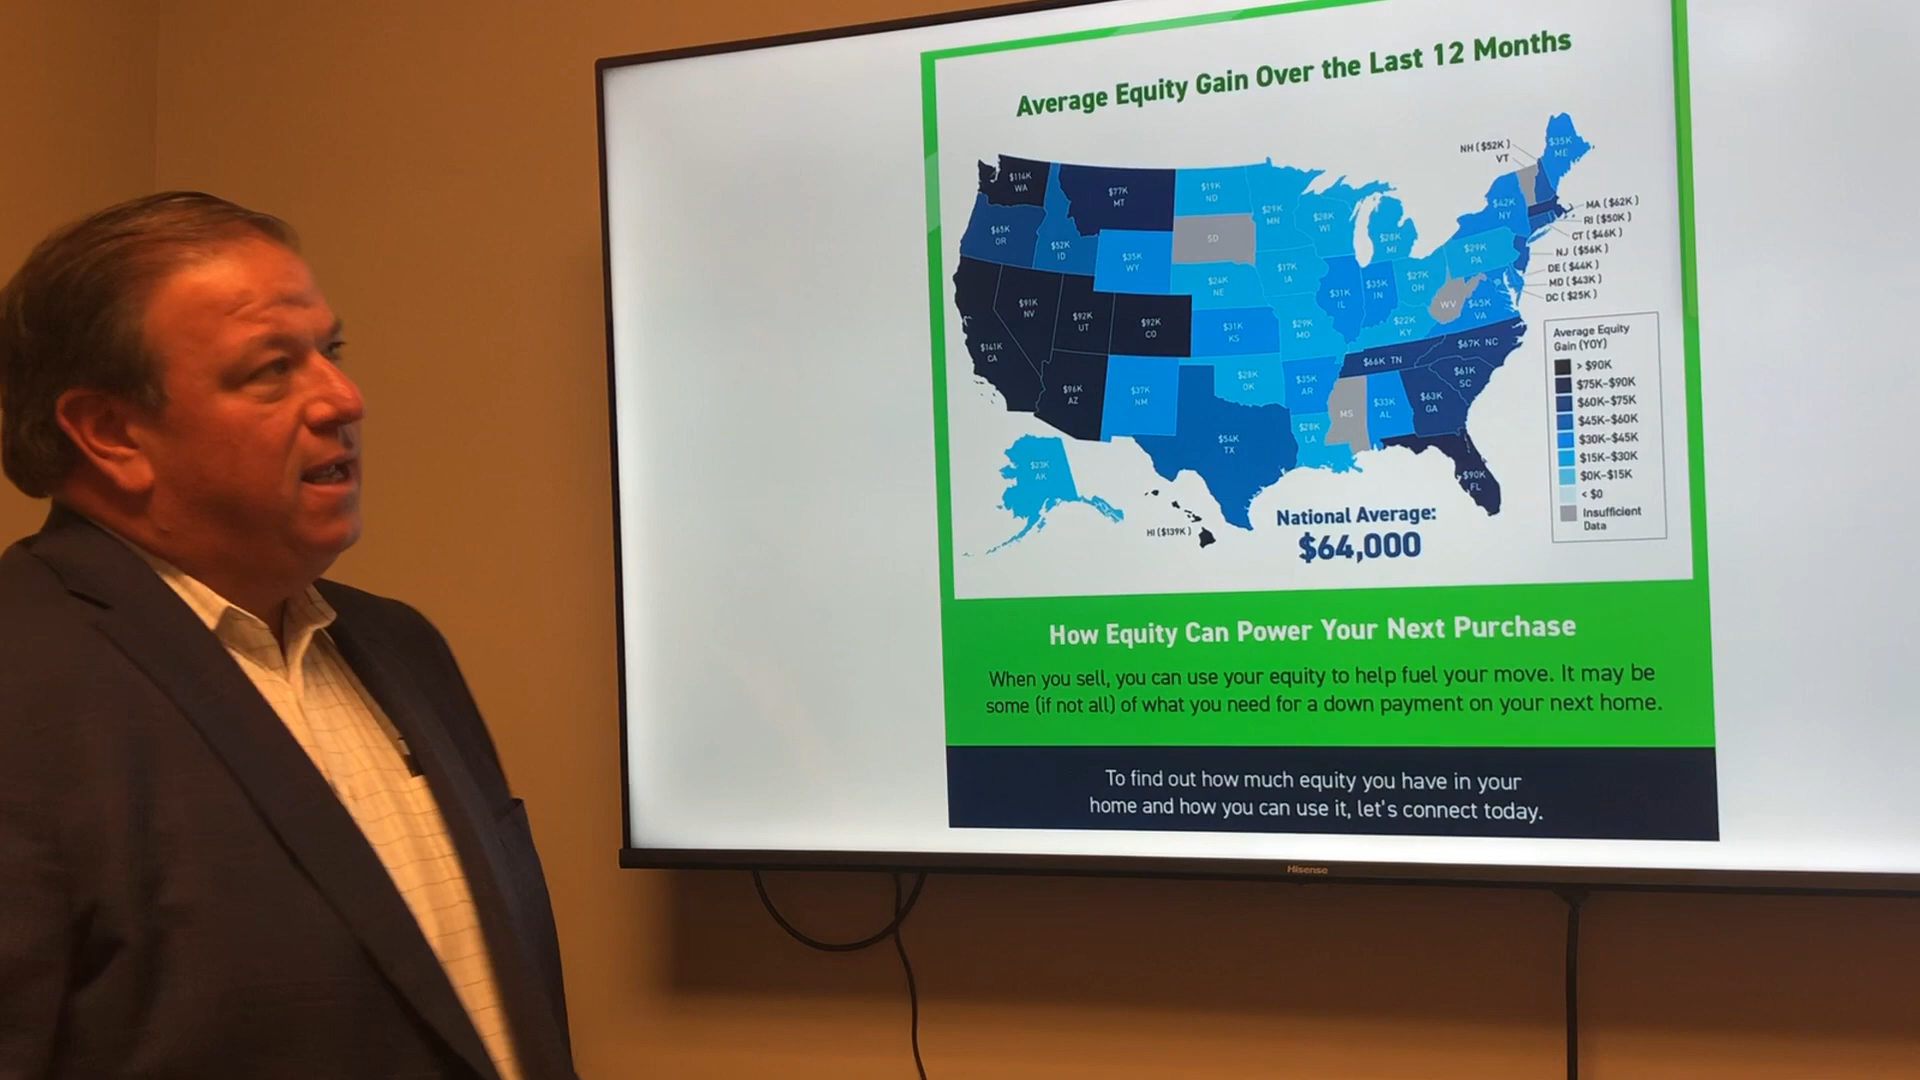 Average Equity Gain Over the Last 12 Months
NH ($52K)
VT
$35K
ME
$116K
WA
$77K
MT
$19K
ND
$29K
MN
$28K
WI
$28K
MI
$42K
NY
MA ($62K)
RI ($50K)
CT ($46K)
NJ ($56K)
DE ($44K)
MD ($43K)
DC ($25K)
$65K
OR
$52K
ID
$35K
WY
SD
$17K
IA
$29K
PA
$24K
NE
$31K
IL
$35K
IN
$27K
OH
WV
$45K
VA
$91K
NV
$92K
UT
$92K
CO
$31K
KS
$29K
MO
$22K
KY
$141K
CA
$96K
AZ
$37K
NM
$28K
OK
$35K
AR
$66K TN
$67K NC
$61K
SC
MS
$33K
AL
$63K
GA
$54K
TX
$28K
LA
$90K
FL
$23K
AK
HI ($139K)
Average Equity
Gain (YOY)
> $90K
$75K–$90K
$60K–$75K
$45K–$60K
$30K–$45K
$15K–$30K
$0K–$15K
< $0
Insufficient
Data
National Average:
$64,000
How Equity Can Power Your Next Purchase
When you sell, you can use your equity to help fuel your move. It may be
some (if not all) of what you need for a down payment on your next home.
To find out how much equity you have in your
home and how you can use it, let's connect today.
Hisense